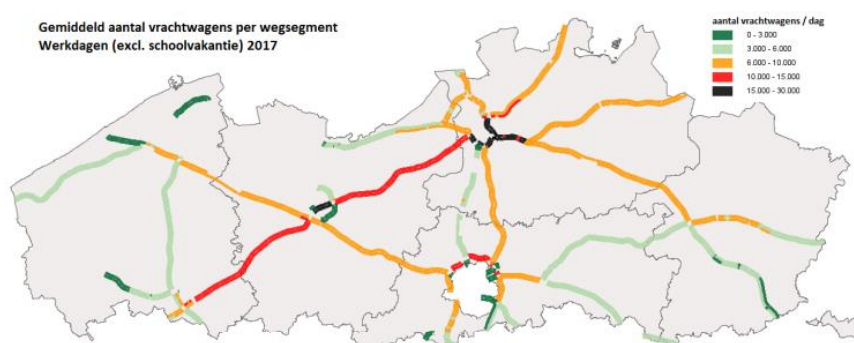 Gemiddeld aantal vrachtwagens per wegsegment
Werkdagen (excl. schoolvakantie) 2017
aantal vrachtwagens / dag
0 - 3.000
3.000 - 6.000
6.000 - 10.000
10.000 - 15.000
15.000 - 30.000